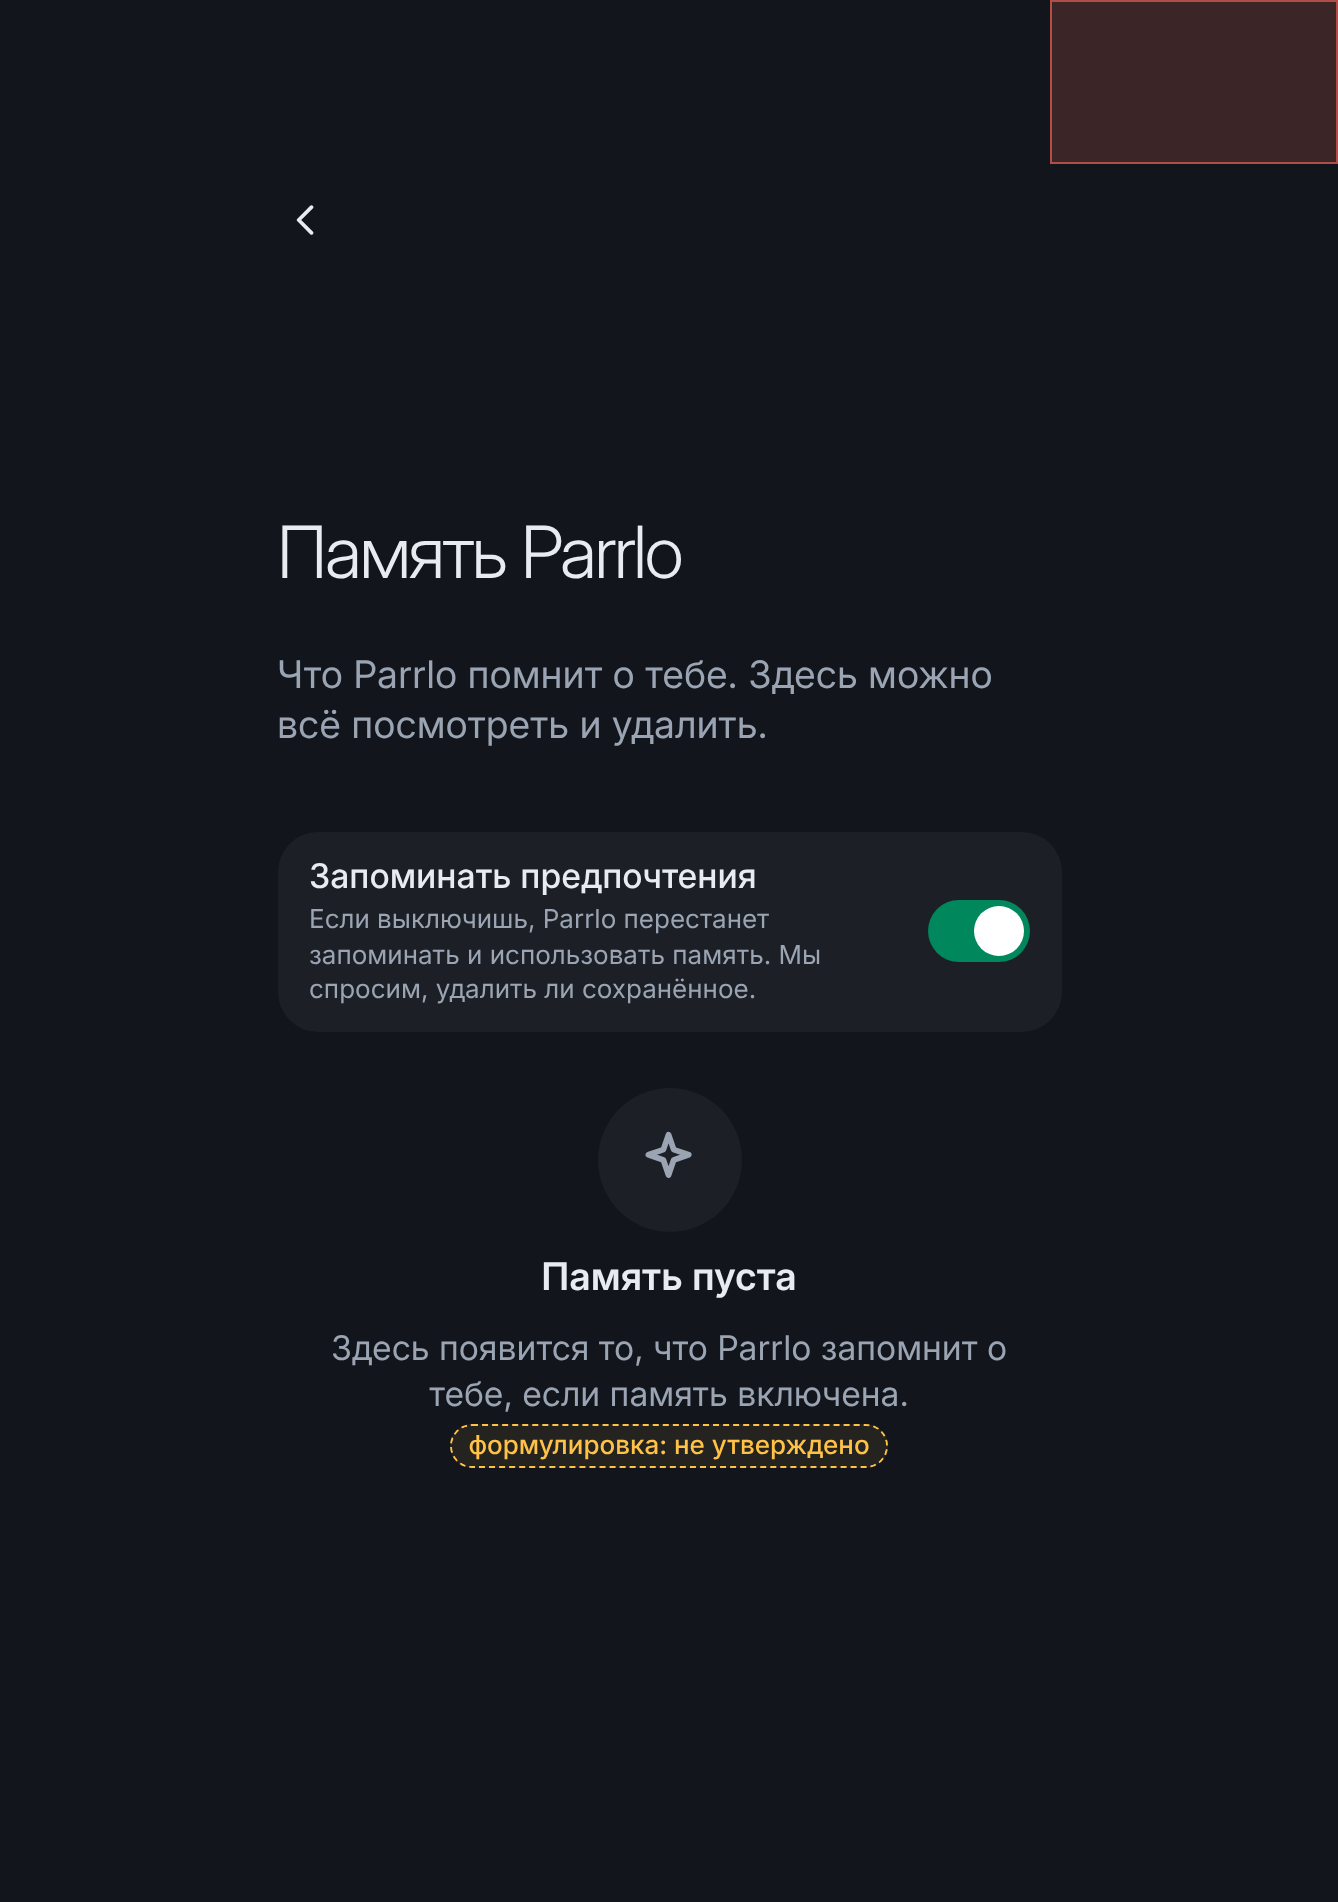 Память Parrlo
Что Parrlo помнит о тебе. Здесь можно
всё посмотреть и удалить.
Запоминать предпочтения
Если выключишь, Parrlo перестанет
запоминать и использовать память. Мы
спросим, удалить ли сохранённое.
Память пуста
Здесь появится то, что Parrlo запомнит о
тебе, если память включена.
формулировка: не утверждено